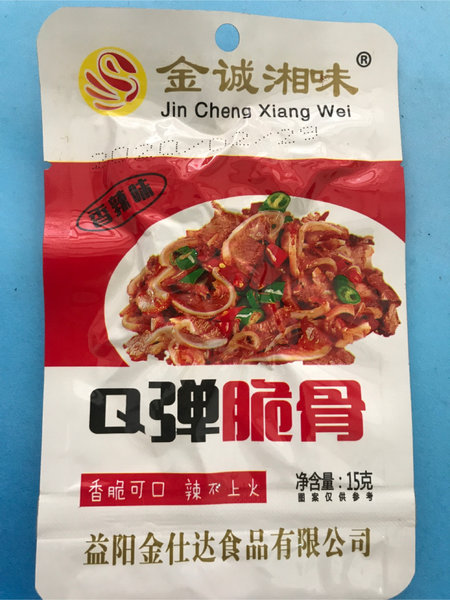 金诚湘味®
Jin Cheng Xiang Wei
2020/02/29
香辣味
Q弹脆骨
香脆可口 辣不上火
净含量：15克
图案仅供参考
益阳金仕达食品有限公司